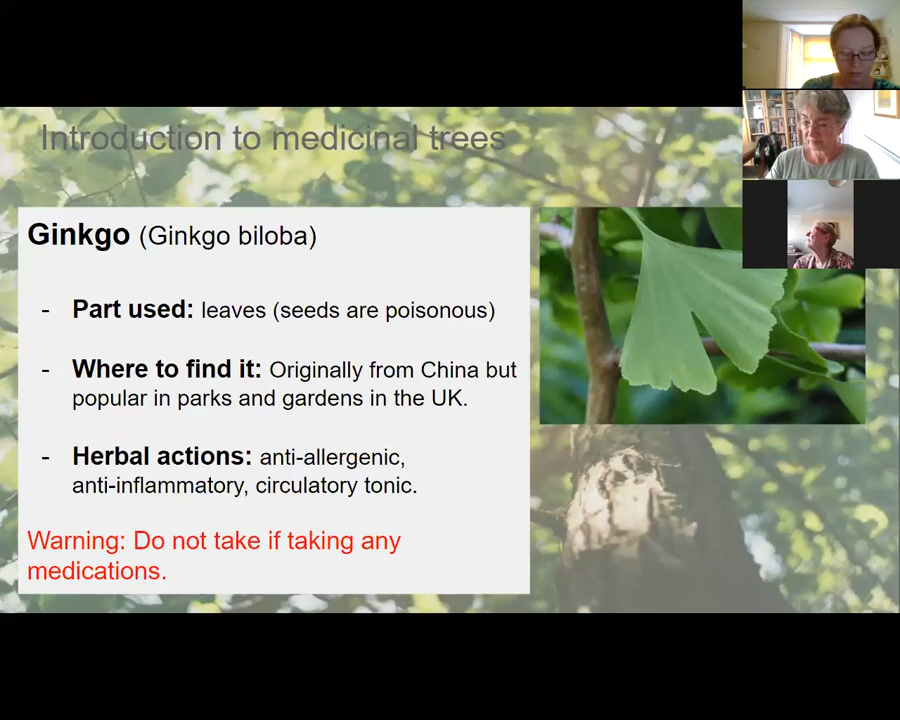 Introduction to medicinal trees
Ginkgo (Ginkgo biloba)
- Part used: leaves (seeds are poisonous)
- Where to find it: Originally from China but
popular in parks and gardens in the UK.
- Herbal actions: anti-allergenic,
anti-inflammatory, circulatory tonic.
Warning: Do not take if taking any
medications.